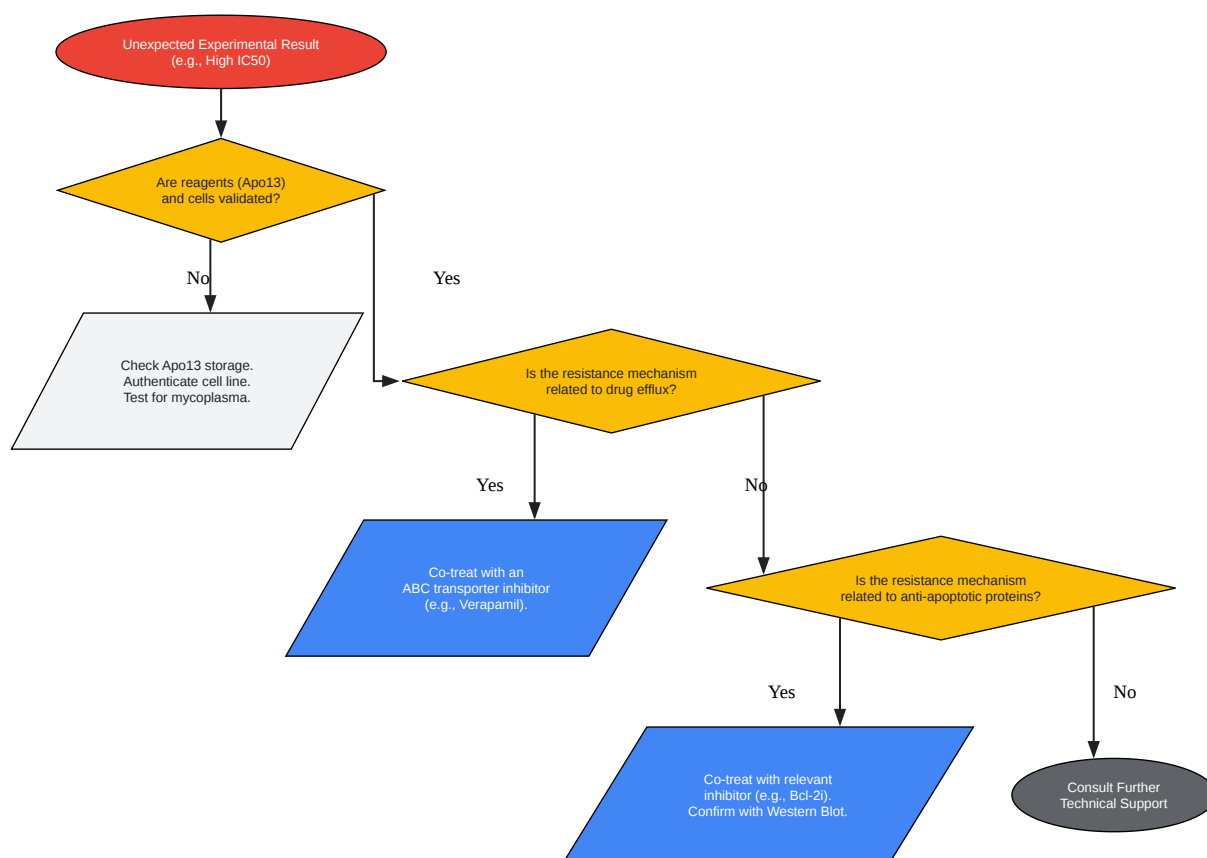 Unexpected Experimental Result
(e.g., High IC50)
Are reagents (Apo13)
and cells validated?
No
Yes
Check Apo13 storage.
Authenticate cell line.
Test for mycoplasma.
Is the resistance mechanism
related to drug efflux?
Yes
No
Co-treat with an
ABC transporter inhibitor
(e.g., Verapamil).
Is the resistance mechanism
related to anti-apoptotic proteins?
Yes
No
Co-treat with relevant
inhibitor (e.g., Bcl-2i).
Confirm with Western Blot.
Consult Further
Technical Support